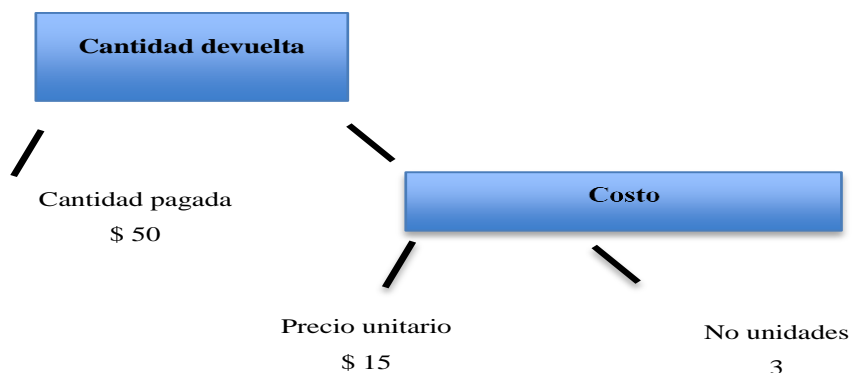 Cantidad devuelta
Cantidad pagada
$ 50
Costo
Precio unitario
$ 15
No unidades
3